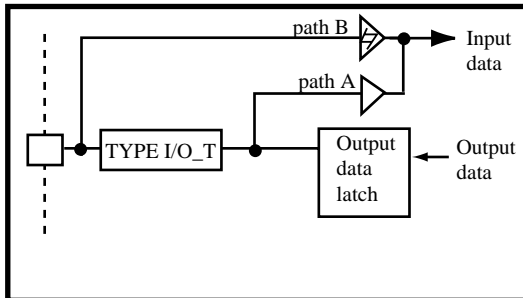 path B
Input
data
path A
TYPE I/O_T
Output
data
latch
Output
data